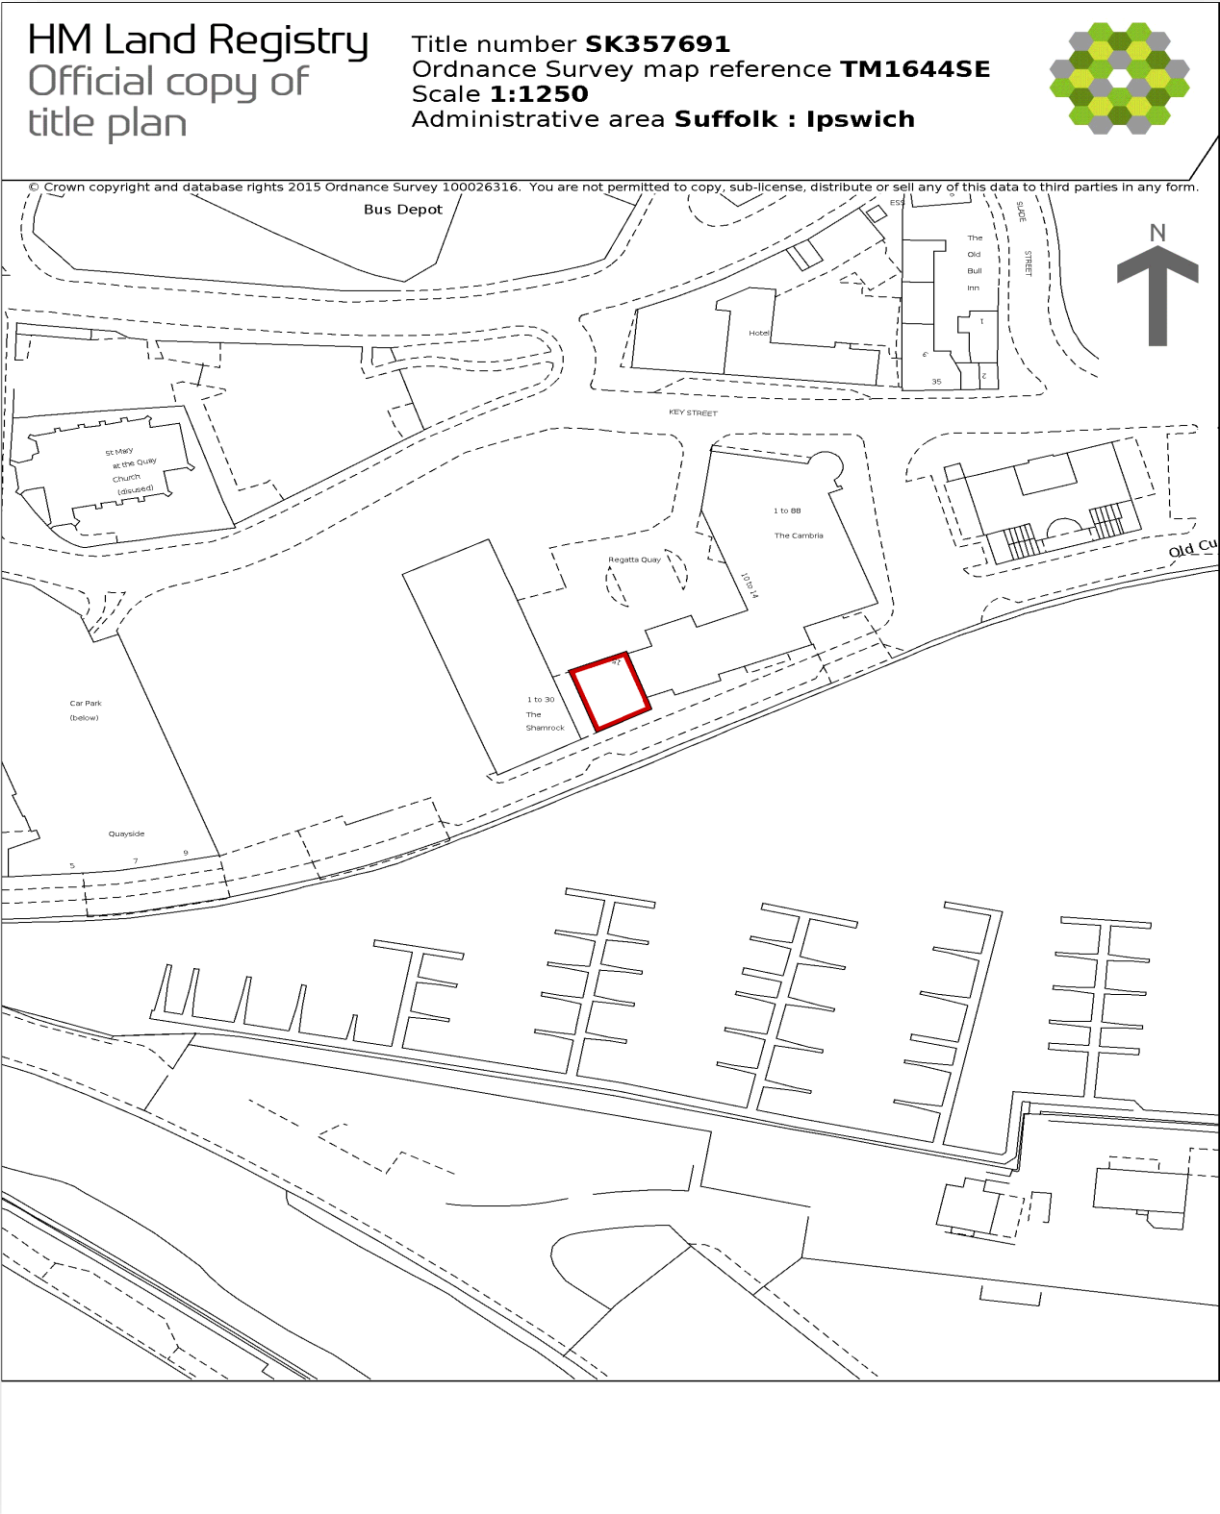 HM Land Registry
Official copy of
title plan
Title number SK357691
Ordnance Survey map reference TM1644SE
Scale 1:1250
Administrative area Suffolk : Ipswich
© Crown copyright and database rights 2015 Ordnance Survey 100026316. You are not permitted to copy, sub-license, distribute or sell any of this data to third parties in any form.
Bus Depot
ESS
The
Old
Bull
Inn
SLIDE
STREET
N
Hotel
1
3
35
2
KEY STREET
St Mary
at the Quay
Church
(disused)
1 to 88
The Cambria
Regatta Quay
10 to 14
Old Cu
Car Park
(below)
1 to 30
The
Shamrock
Quayside
5
7
9